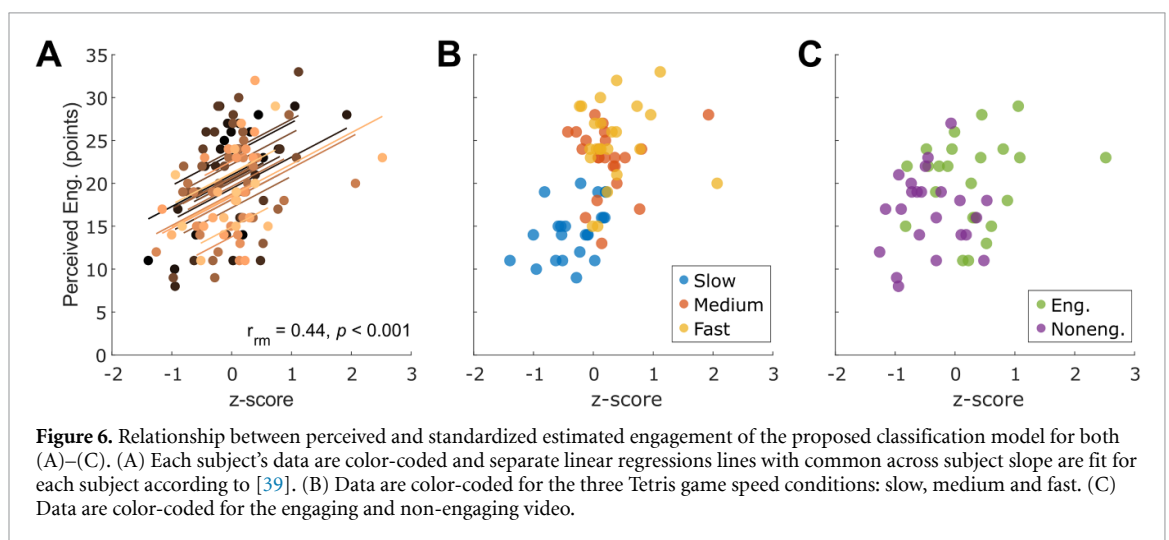 A
B
C
35
30
25
20
15
10
5
0
Perceived Eng. (points)
r_rm = 0.44, p < 0.001
-2 -1 0 1 2 3
z-score
Slow
Medium
Fast
-2 -1 0 1 2 3
z-score
Eng.
Noneng.
-2 -1 0 1 2 3
z-score
Figure 6. Relationship between perceived and standardized estimated engagement of the proposed classification model for both
(A)–(C). (A) Each subject's data are color-coded and separate linear regressions lines with common across subject slope are fit for
each subject according to [39]. (B) Data are color-coded for the three Tetris game speed conditions: slow, medium and fast. (C)
Data are color-coded for the engaging and non-engaging video.